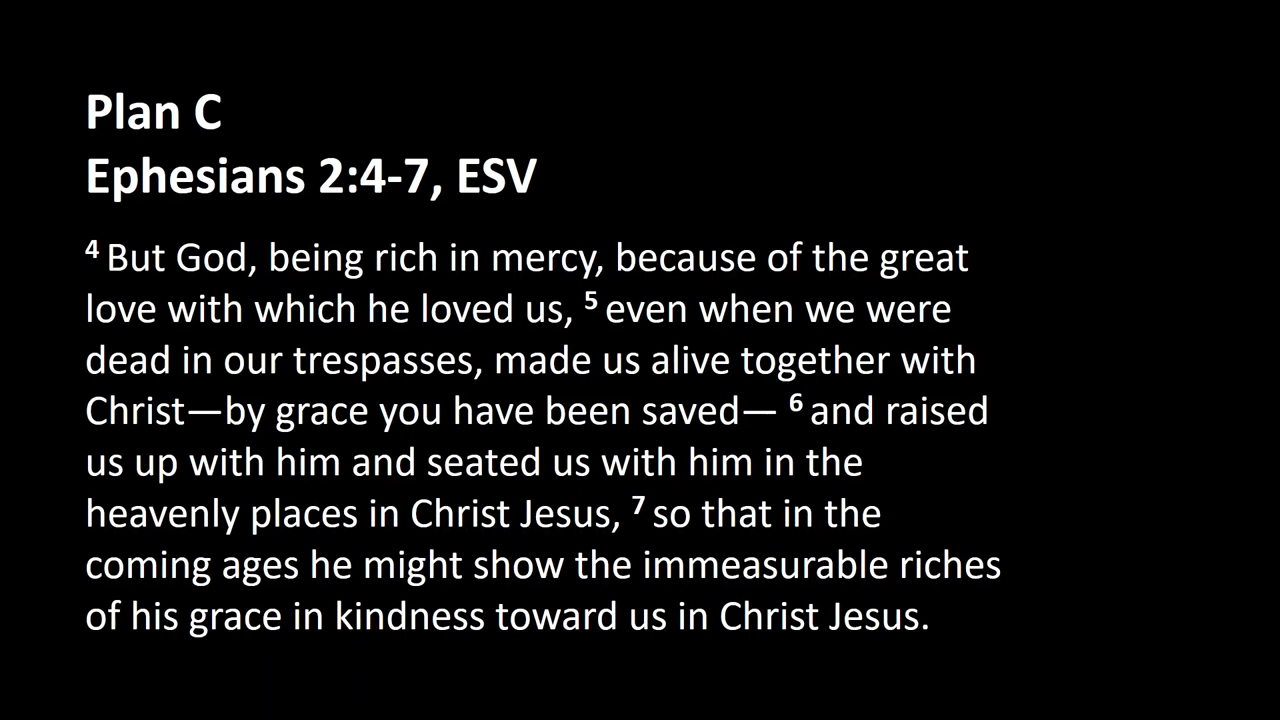 Plan C
Ephesians 2:4-7, ESV
4 But God, being rich in mercy, because of the great
love with which he loved us, 5 even when we were
dead in our trespasses, made us alive together with
Christ—by grace you have been saved— 6 and raised
us up with him and seated us with him in the
heavenly places in Christ Jesus, 7 so that in the
coming ages he might show the immeasurable riches
of his grace in kindness toward us in Christ Jesus.